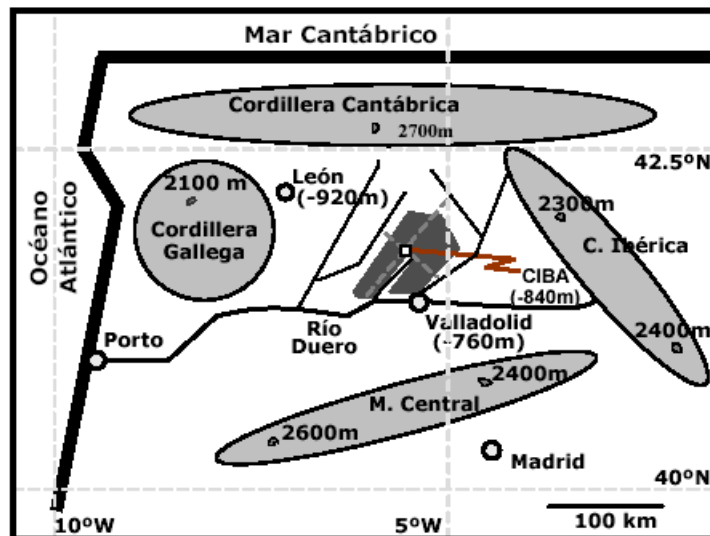 Mar Cantábrico
Cordillera Cantábrica
2700m
42.5ºN
León
(~920m)
2100 m
Cordillera
Gallega
2300m
C. Ibérica
Océano
Atlántico
CIBA
(~840m)
Porto
Río
Duero
Valladolid
(~760m)
2400m
2400m
M. Central
2600m
Madrid
40ºN
10ºW
5ºW
100 km